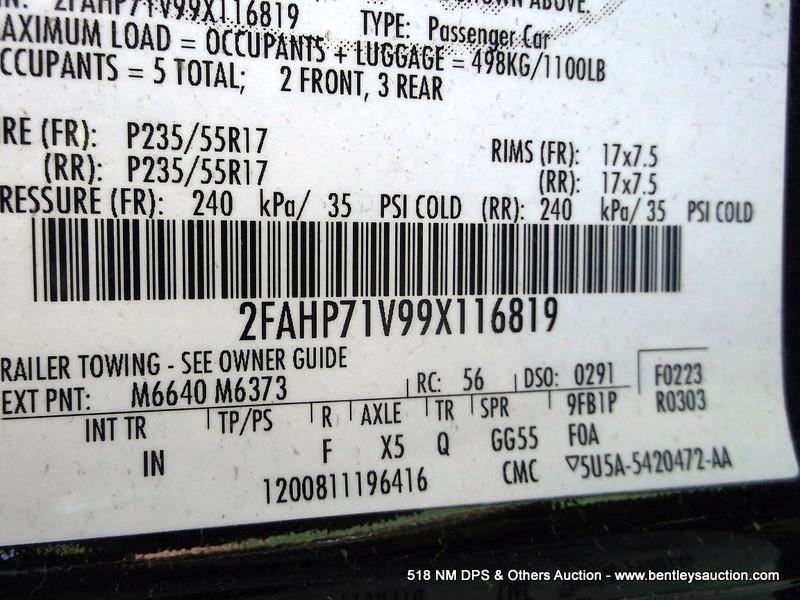 2FAHP71V99X116819 TYPE: Passenger Car ABOVE.
MAXIMUM LOAD = OCCUPANTS + LUGGAGE = 498KG/1100LB
OCCUPANTS = 5 TOTAL; 2 FRONT, 3 REAR
RE (FR): P235/55R17 RIMS (FR): 17x7.5
(RR): P235/55R17 (RR): 17x7.5
RESSURE (FR): 240 kPa/ 35 PSI COLD (RR): 240 kPa/ 35 PSI COLD
2FAHP71V99X116819
RAILER TOWING - SEE OWNER GUIDE
EXT PNT: M6640 M6373 RC: 56 DSO: 0291 F0223
INT TR TP/PS R AXLE TR SPR 9FB1P R0303
IN F X5 Q GG55 F0A
1200811196416 CMC ▽5U5A-5420472-AA
518 NM DPS & Others Auction - www.bentleysauction.com